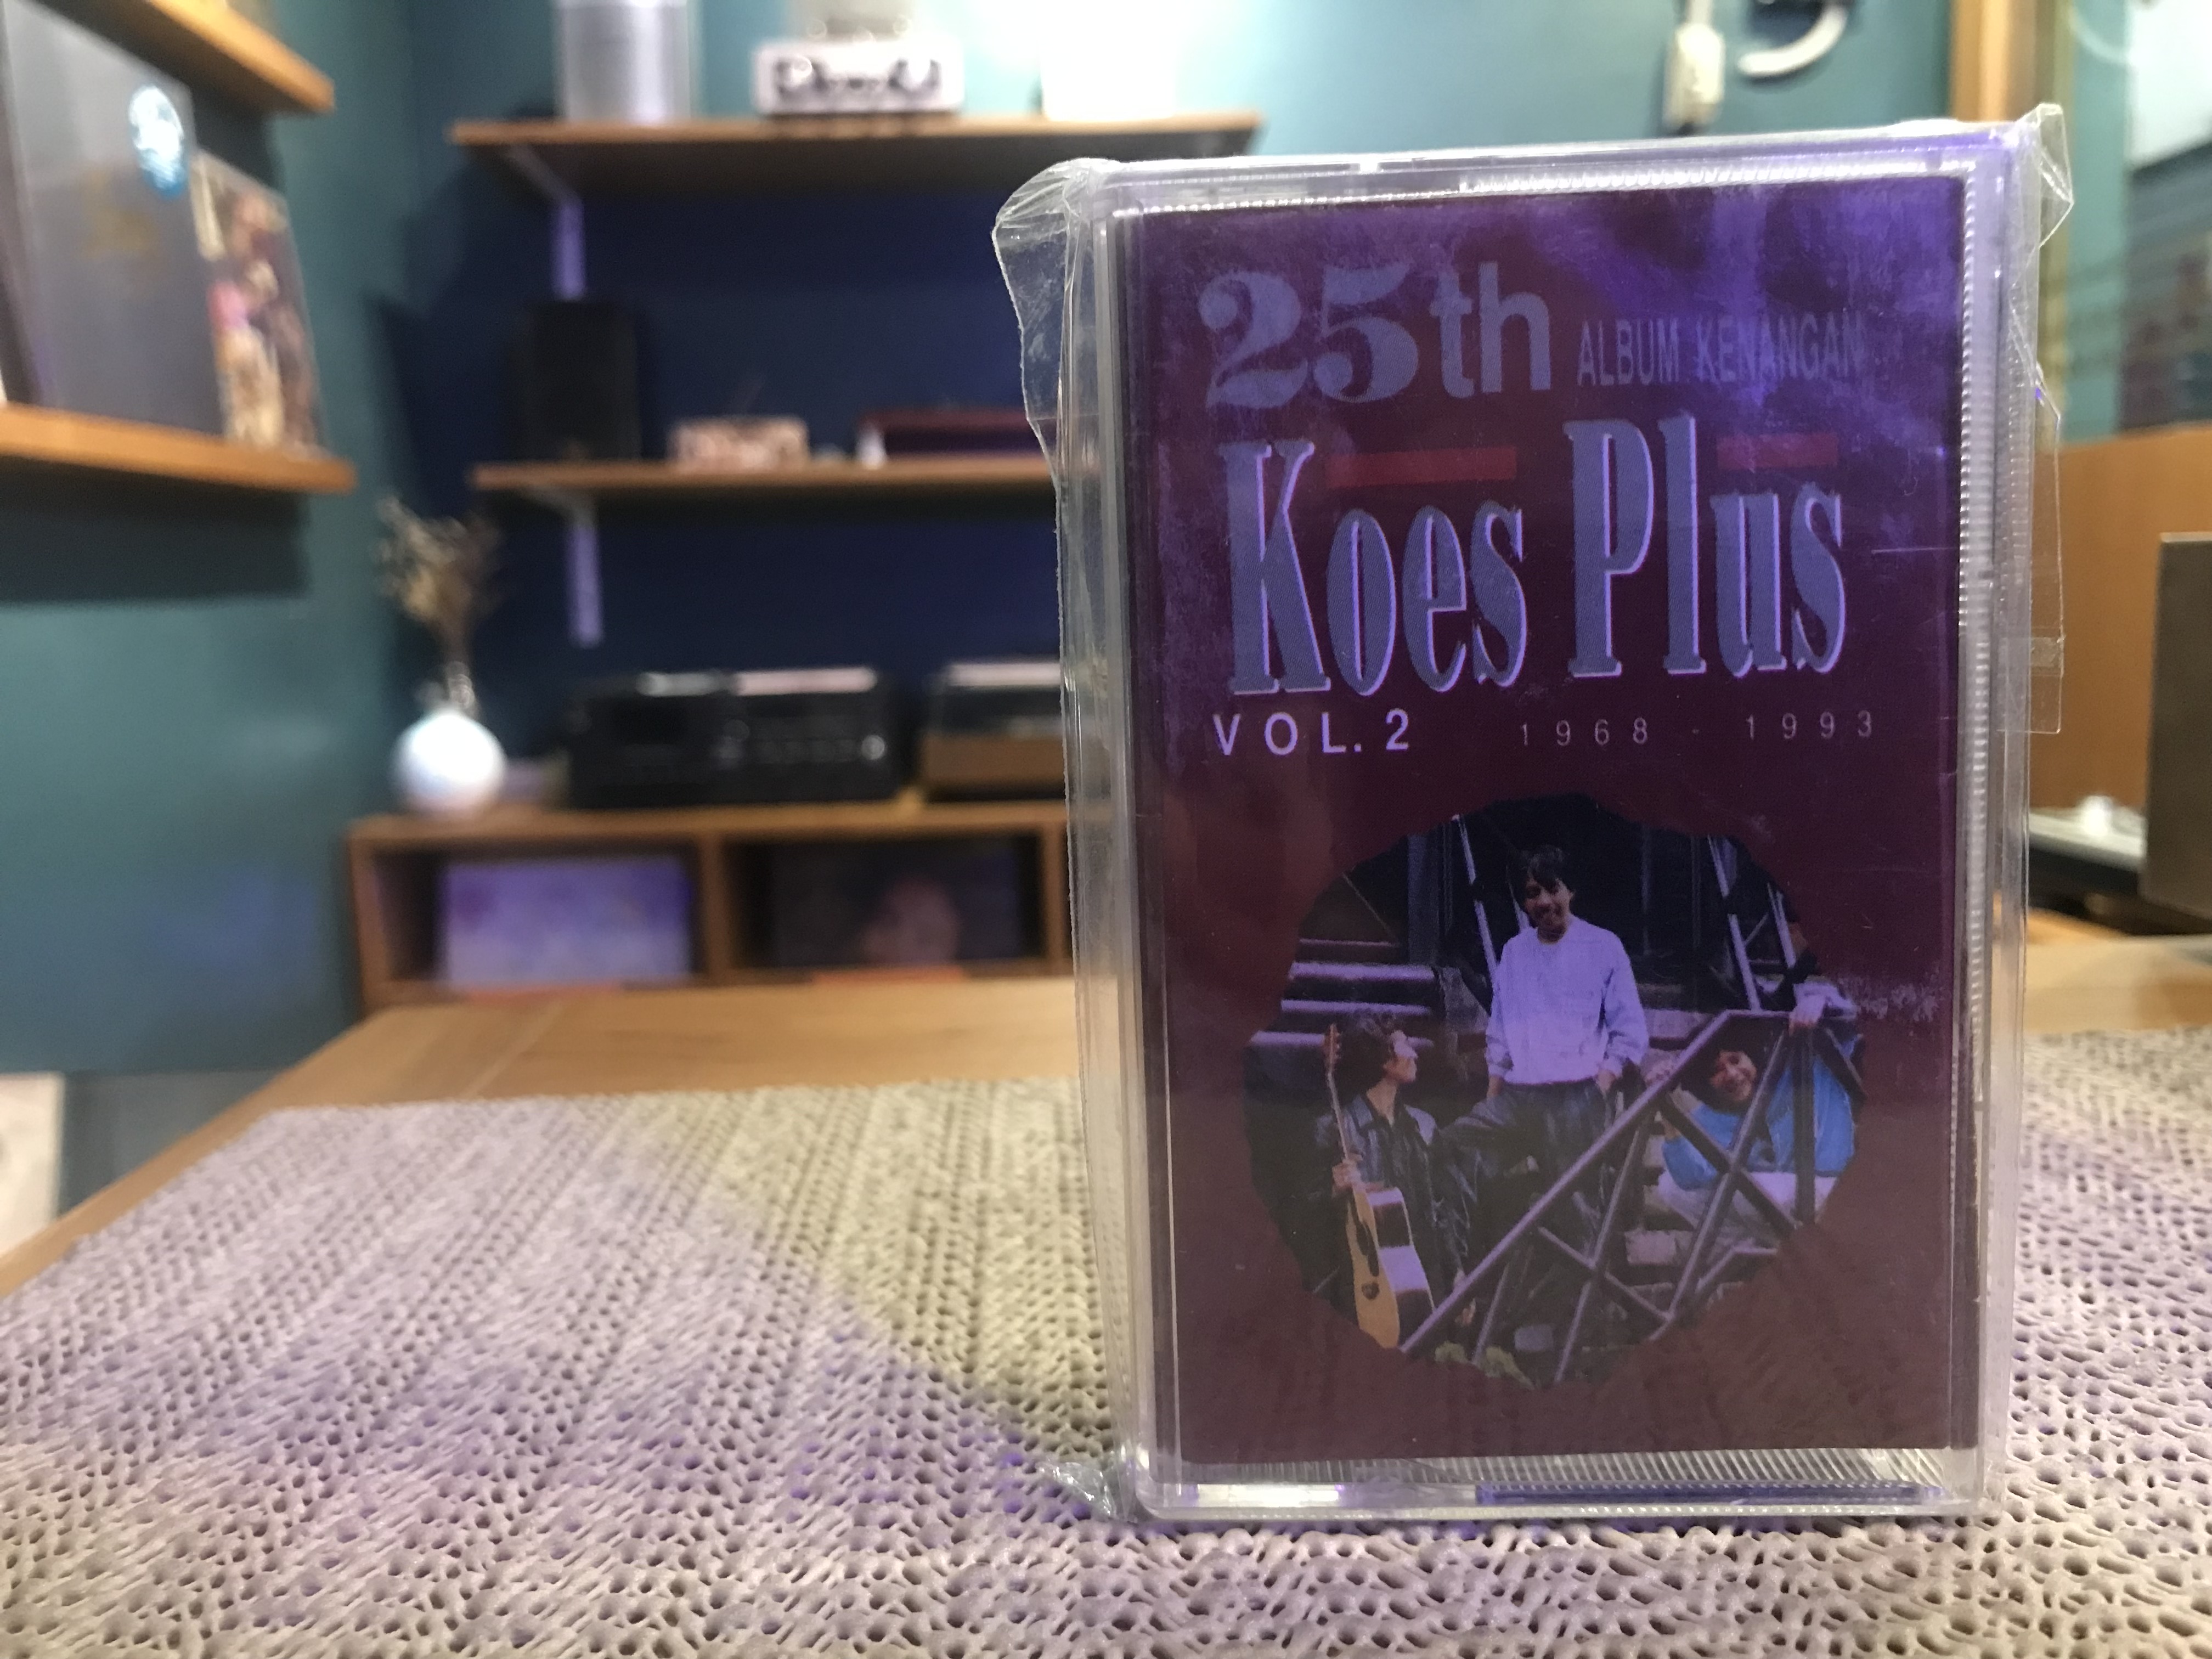 25th ALBUM KENANGAN
Koes Plus
VOL. 2 1968 - 1993